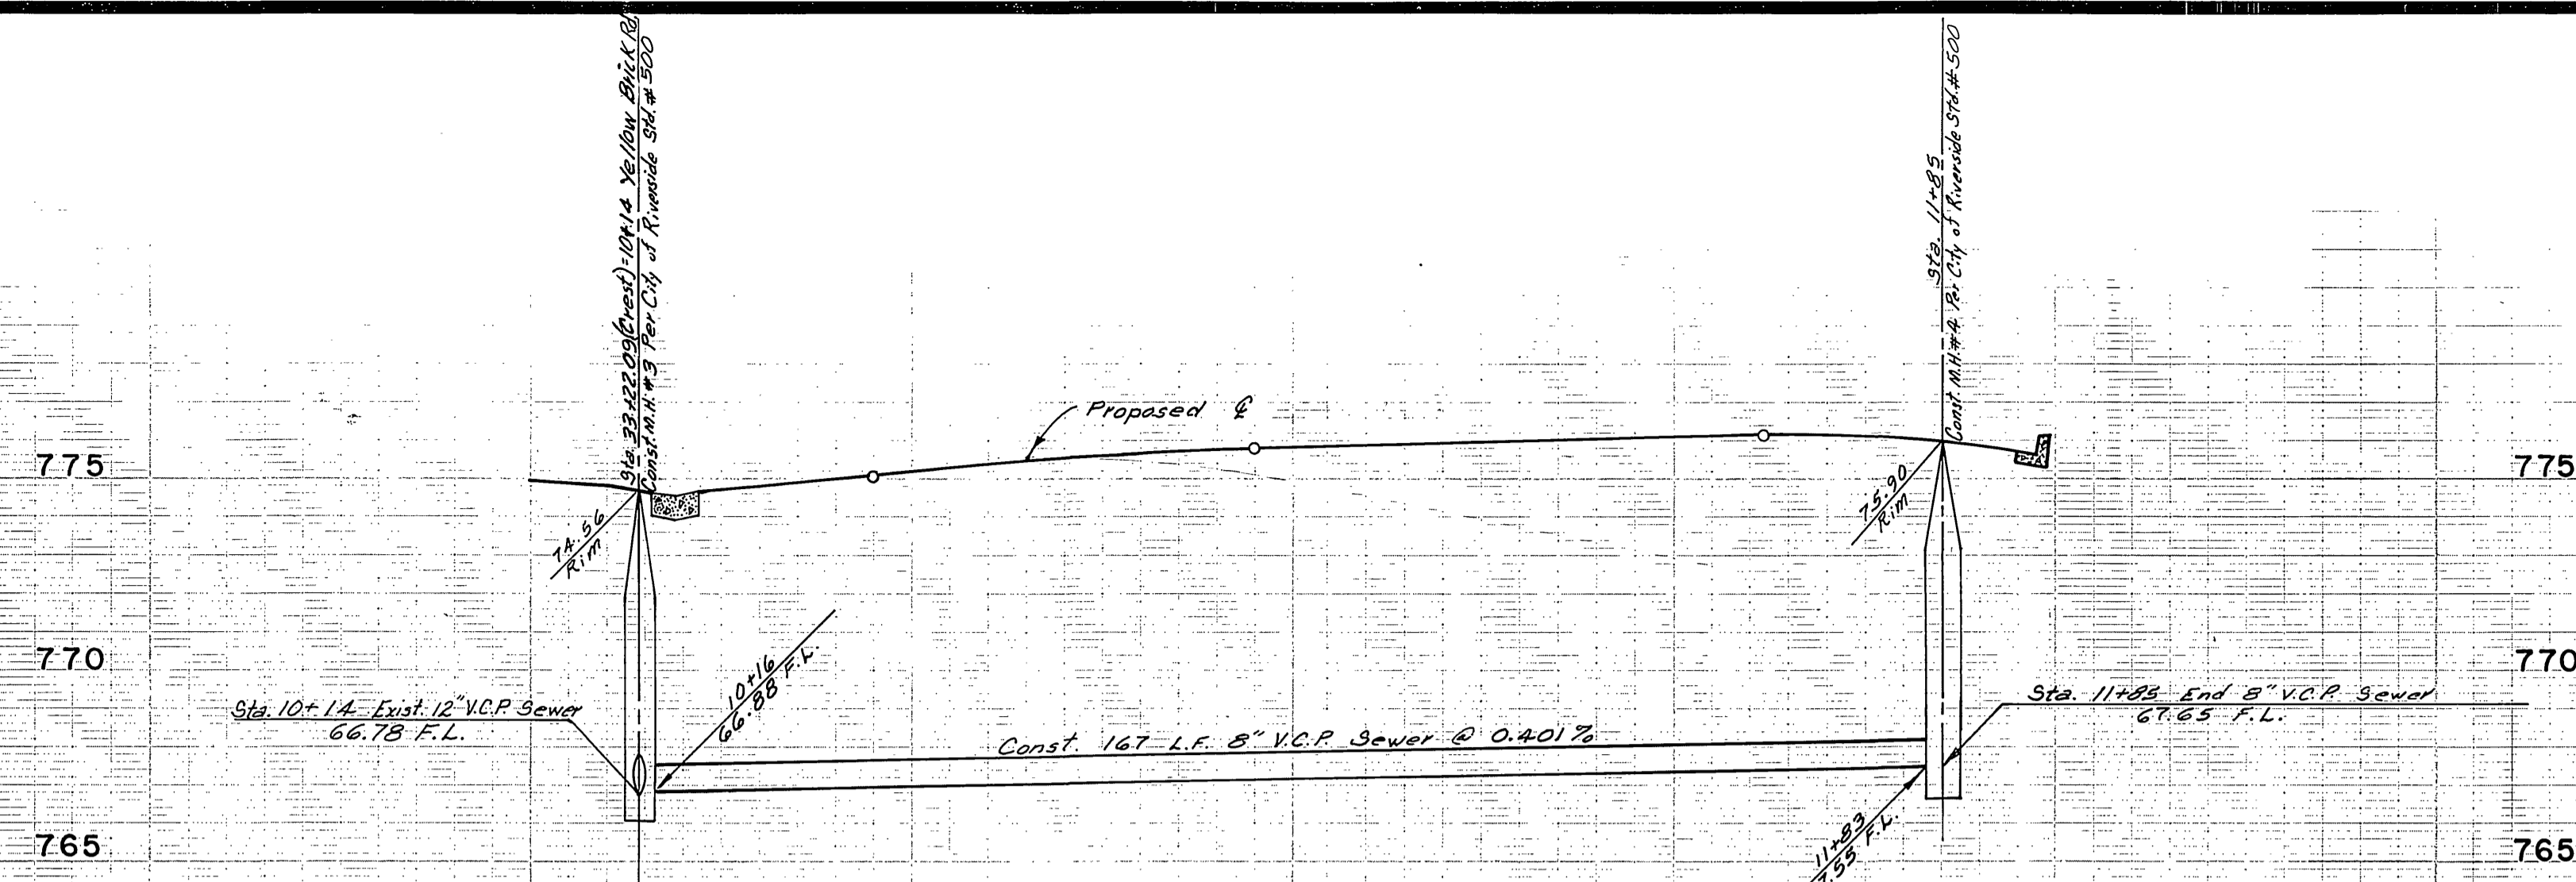 Sta. 33+22.09 (Crest) = 10+14 Yellow Brick Rd
Const. M.H. #3 Per City of Riverside Std. #500
Sta. 11+85
Const. M.H. #4 Per City of Riverside Std. #500
Proposed ℄
775
775
74.56
Rim
75.90
Rim
770
770
10+16
66.88 F.L.
Sta. 10+14 Exist. 12" V.C.P. Sewer
66.78 F.L.
Const. 167 L.F. 8" V.C.P. Sewer @ 0.401%
Sta. 11+85 End 8" V.C.P. Sewer
67.65 F.L.
11+83
7.55 F.L.
765
765